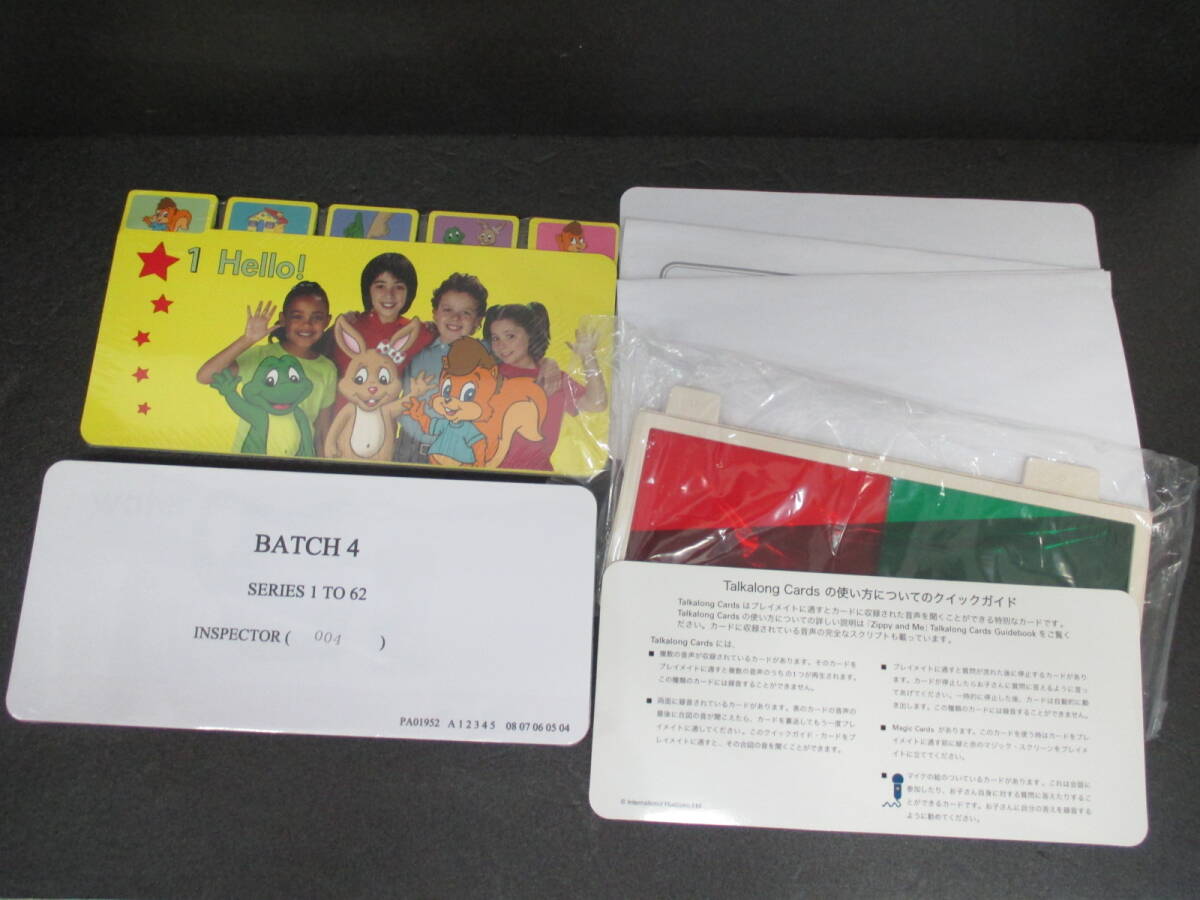 1 Hello!
BATCH 4
SERIES 1 TO 62
INSPECTOR ( 004 )
PA01952 A 1 2 3 4 5 08 07 06 05 04
Talkalong Cards の使い方についてのクイックガイド
Talkalong Cards はプレイメイトに通すとカードに収録された音声を聞くことができる特別なカードです。
Talkalong Cards の使い方についての詳しい説明は「Zippy and Me」Talkalong Cards Guidebook をご覧く
ださい。カードに収録されている音声の完全なスクリプトも載っています。
Talkalong Cards には、
■ 複数の音声が収録されているカードがあります。そのカードを
プレイメイトに通すと複数の音声のうちの1つが再生されます。
この種類のカードには録音することができません。
■ 両面に録音されているカードがあります。表のカードの音声の
最後に合図の音が聞こえたら、カードを裏返してもう一度プレ
イメイトに通してください。このクイックガイド・カードをプ
レイメイトに通すと、その合図の音を聞くことができます。
■ プレイメイトに通すと質問が流れた後に停止するカードがあり
ます。カードが停止したらお子さんに質問に答えるように言っ
てあげてください。一時的に停止した後、カードは自動的に動
き出します。この種類のカードには録音することができません。
■ Magic Cards があります。このカードを使う時はカードをプレ
イメイトに通す前に緑と赤のマジック・スクリーンをプレイメ
イトに立ててください。
■ マイクの絵のついているカードがあります。これは会話に
参加したり、お子さん自身に対する質問に答えたりするこ
とができるカードです。お子さんに自分の答えを録音する
ように勧めてください。
© International Horizons Ltd